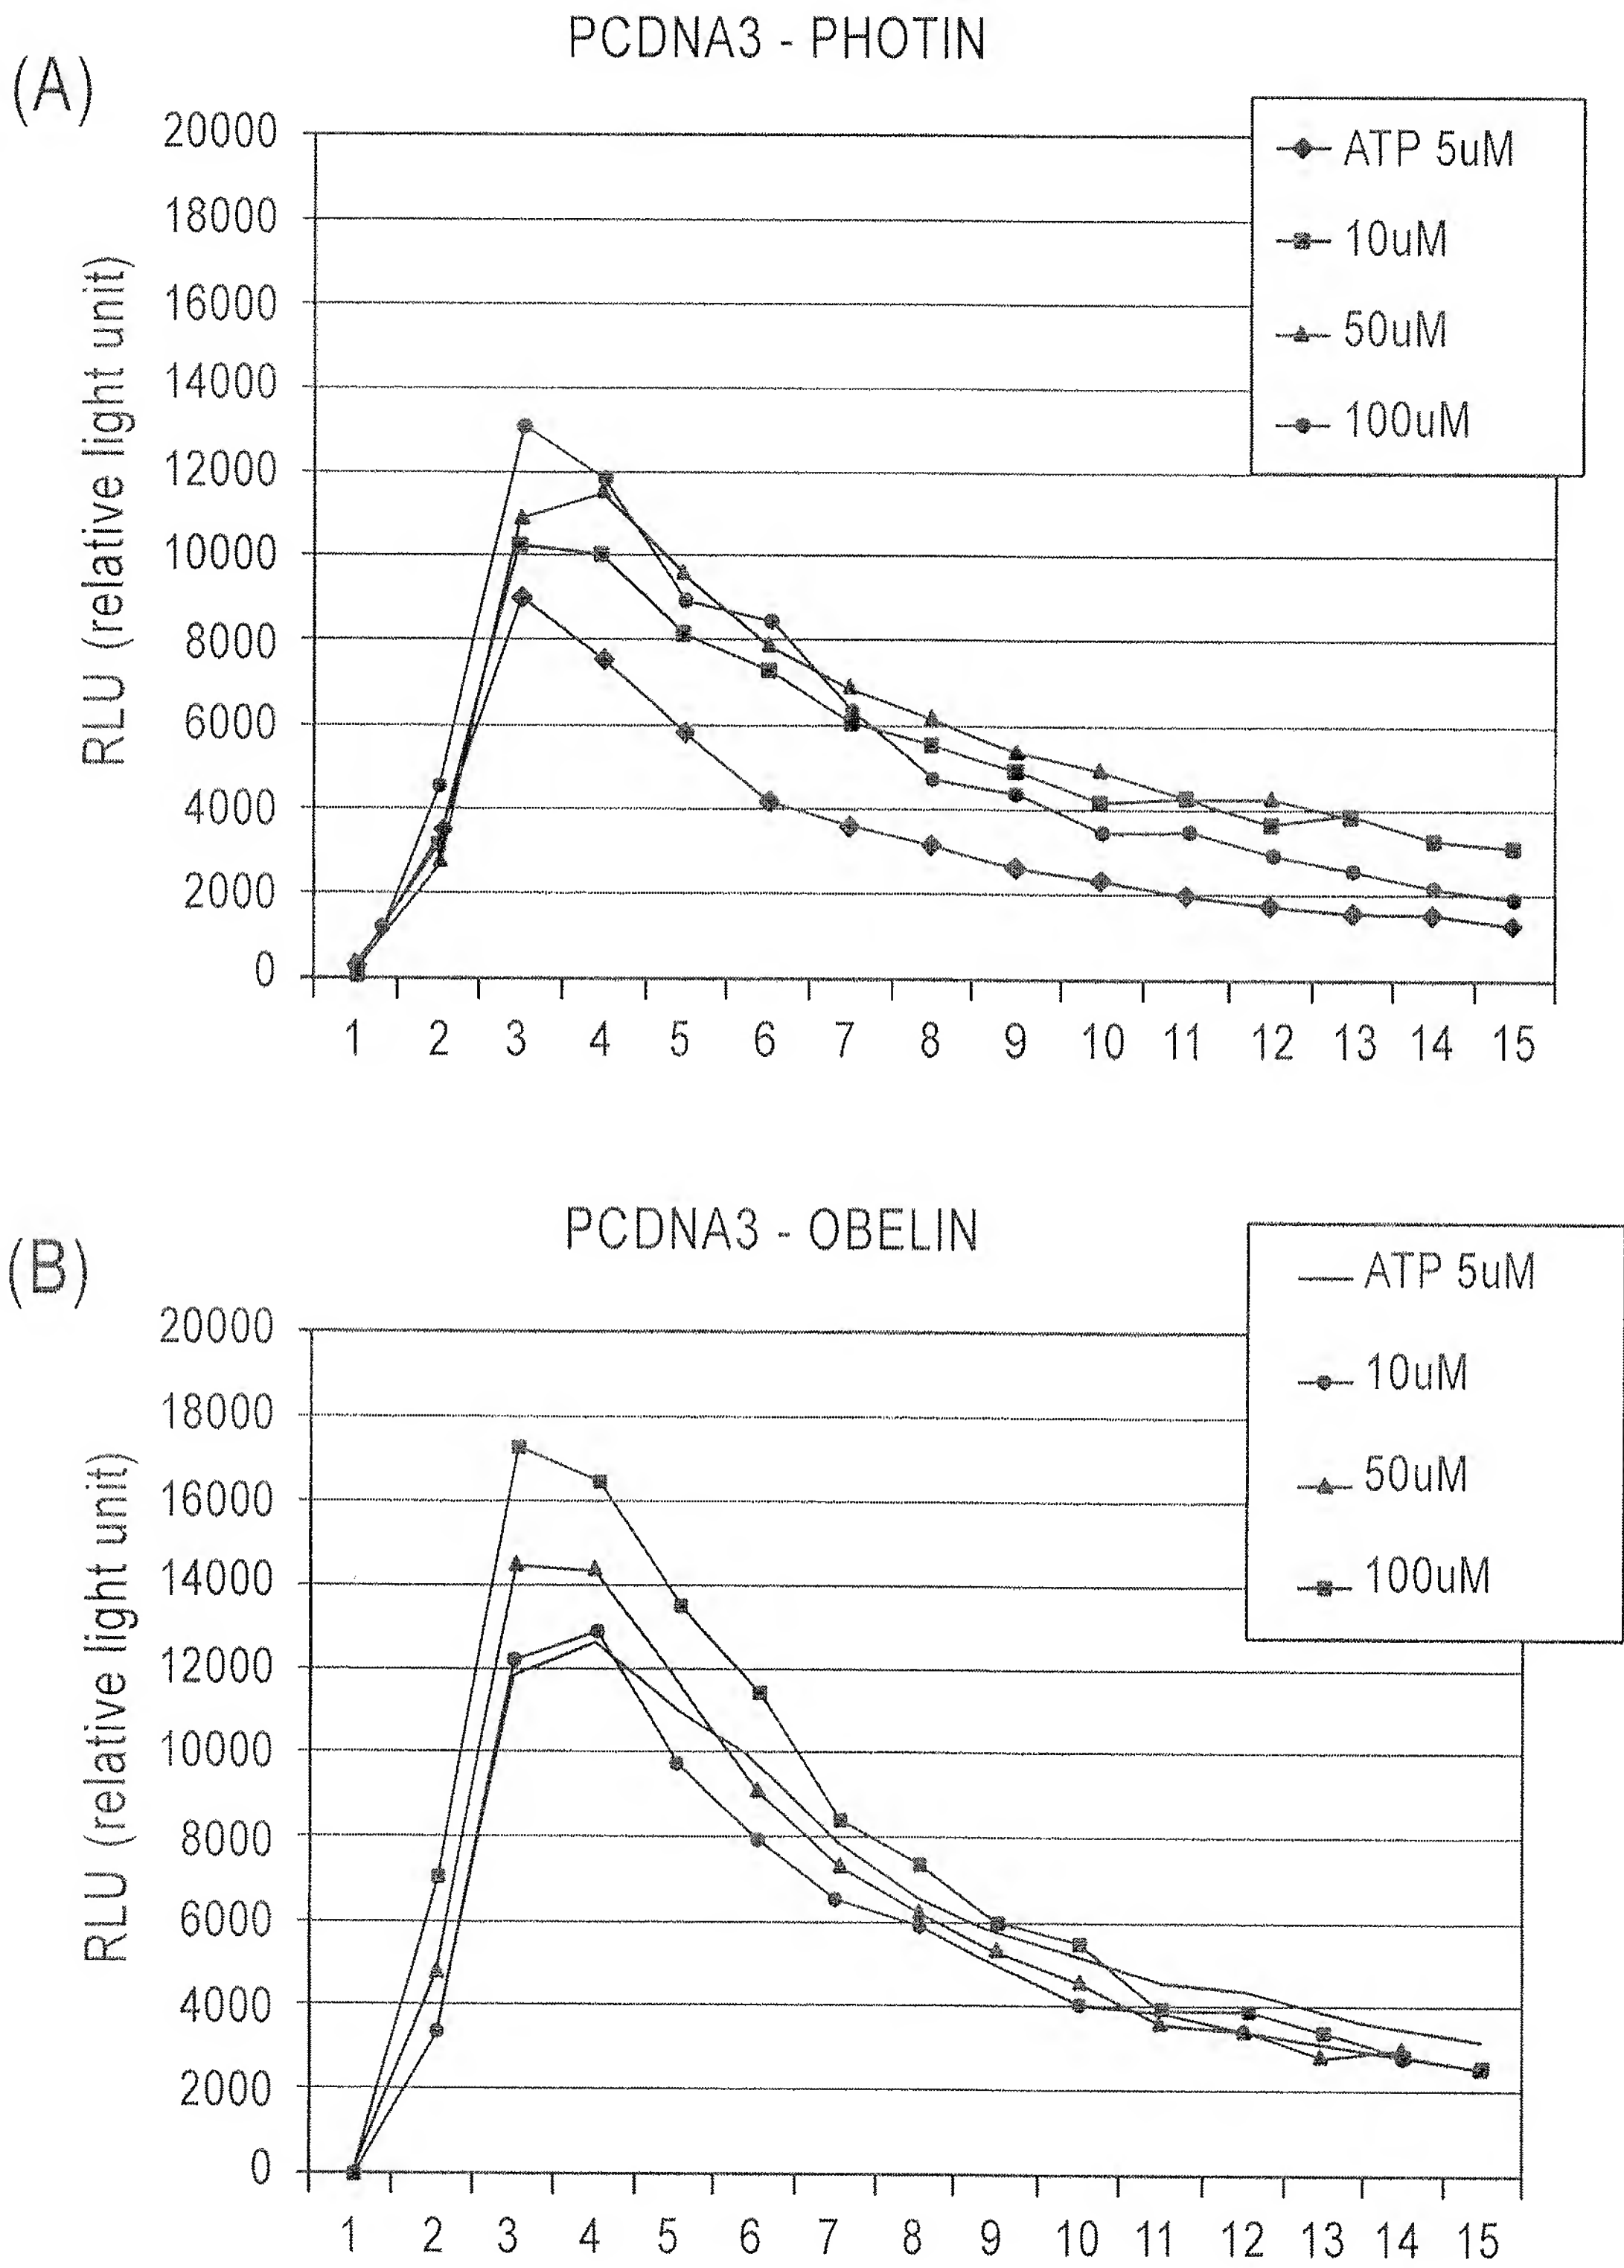 PCDNA3 - PHOTIN
(A)
20000
18000
16000
14000
12000
10000
8000
6000
4000
2000
0
RLU (relative light unit)
ATP 5uM
10uM
50uM
100uM
1 2 3 4 5 6 7 8 9 10 11 12 13 14 15
PCDNA3 - OBELIN
(B)
20000
18000
16000
14000
12000
10000
8000
6000
4000
2000
0
RLU (relative light unit)
ATP 5uM
10uM
50uM
100uM
1 2 3 4 5 6 7 8 9 10 11 12 13 14 15